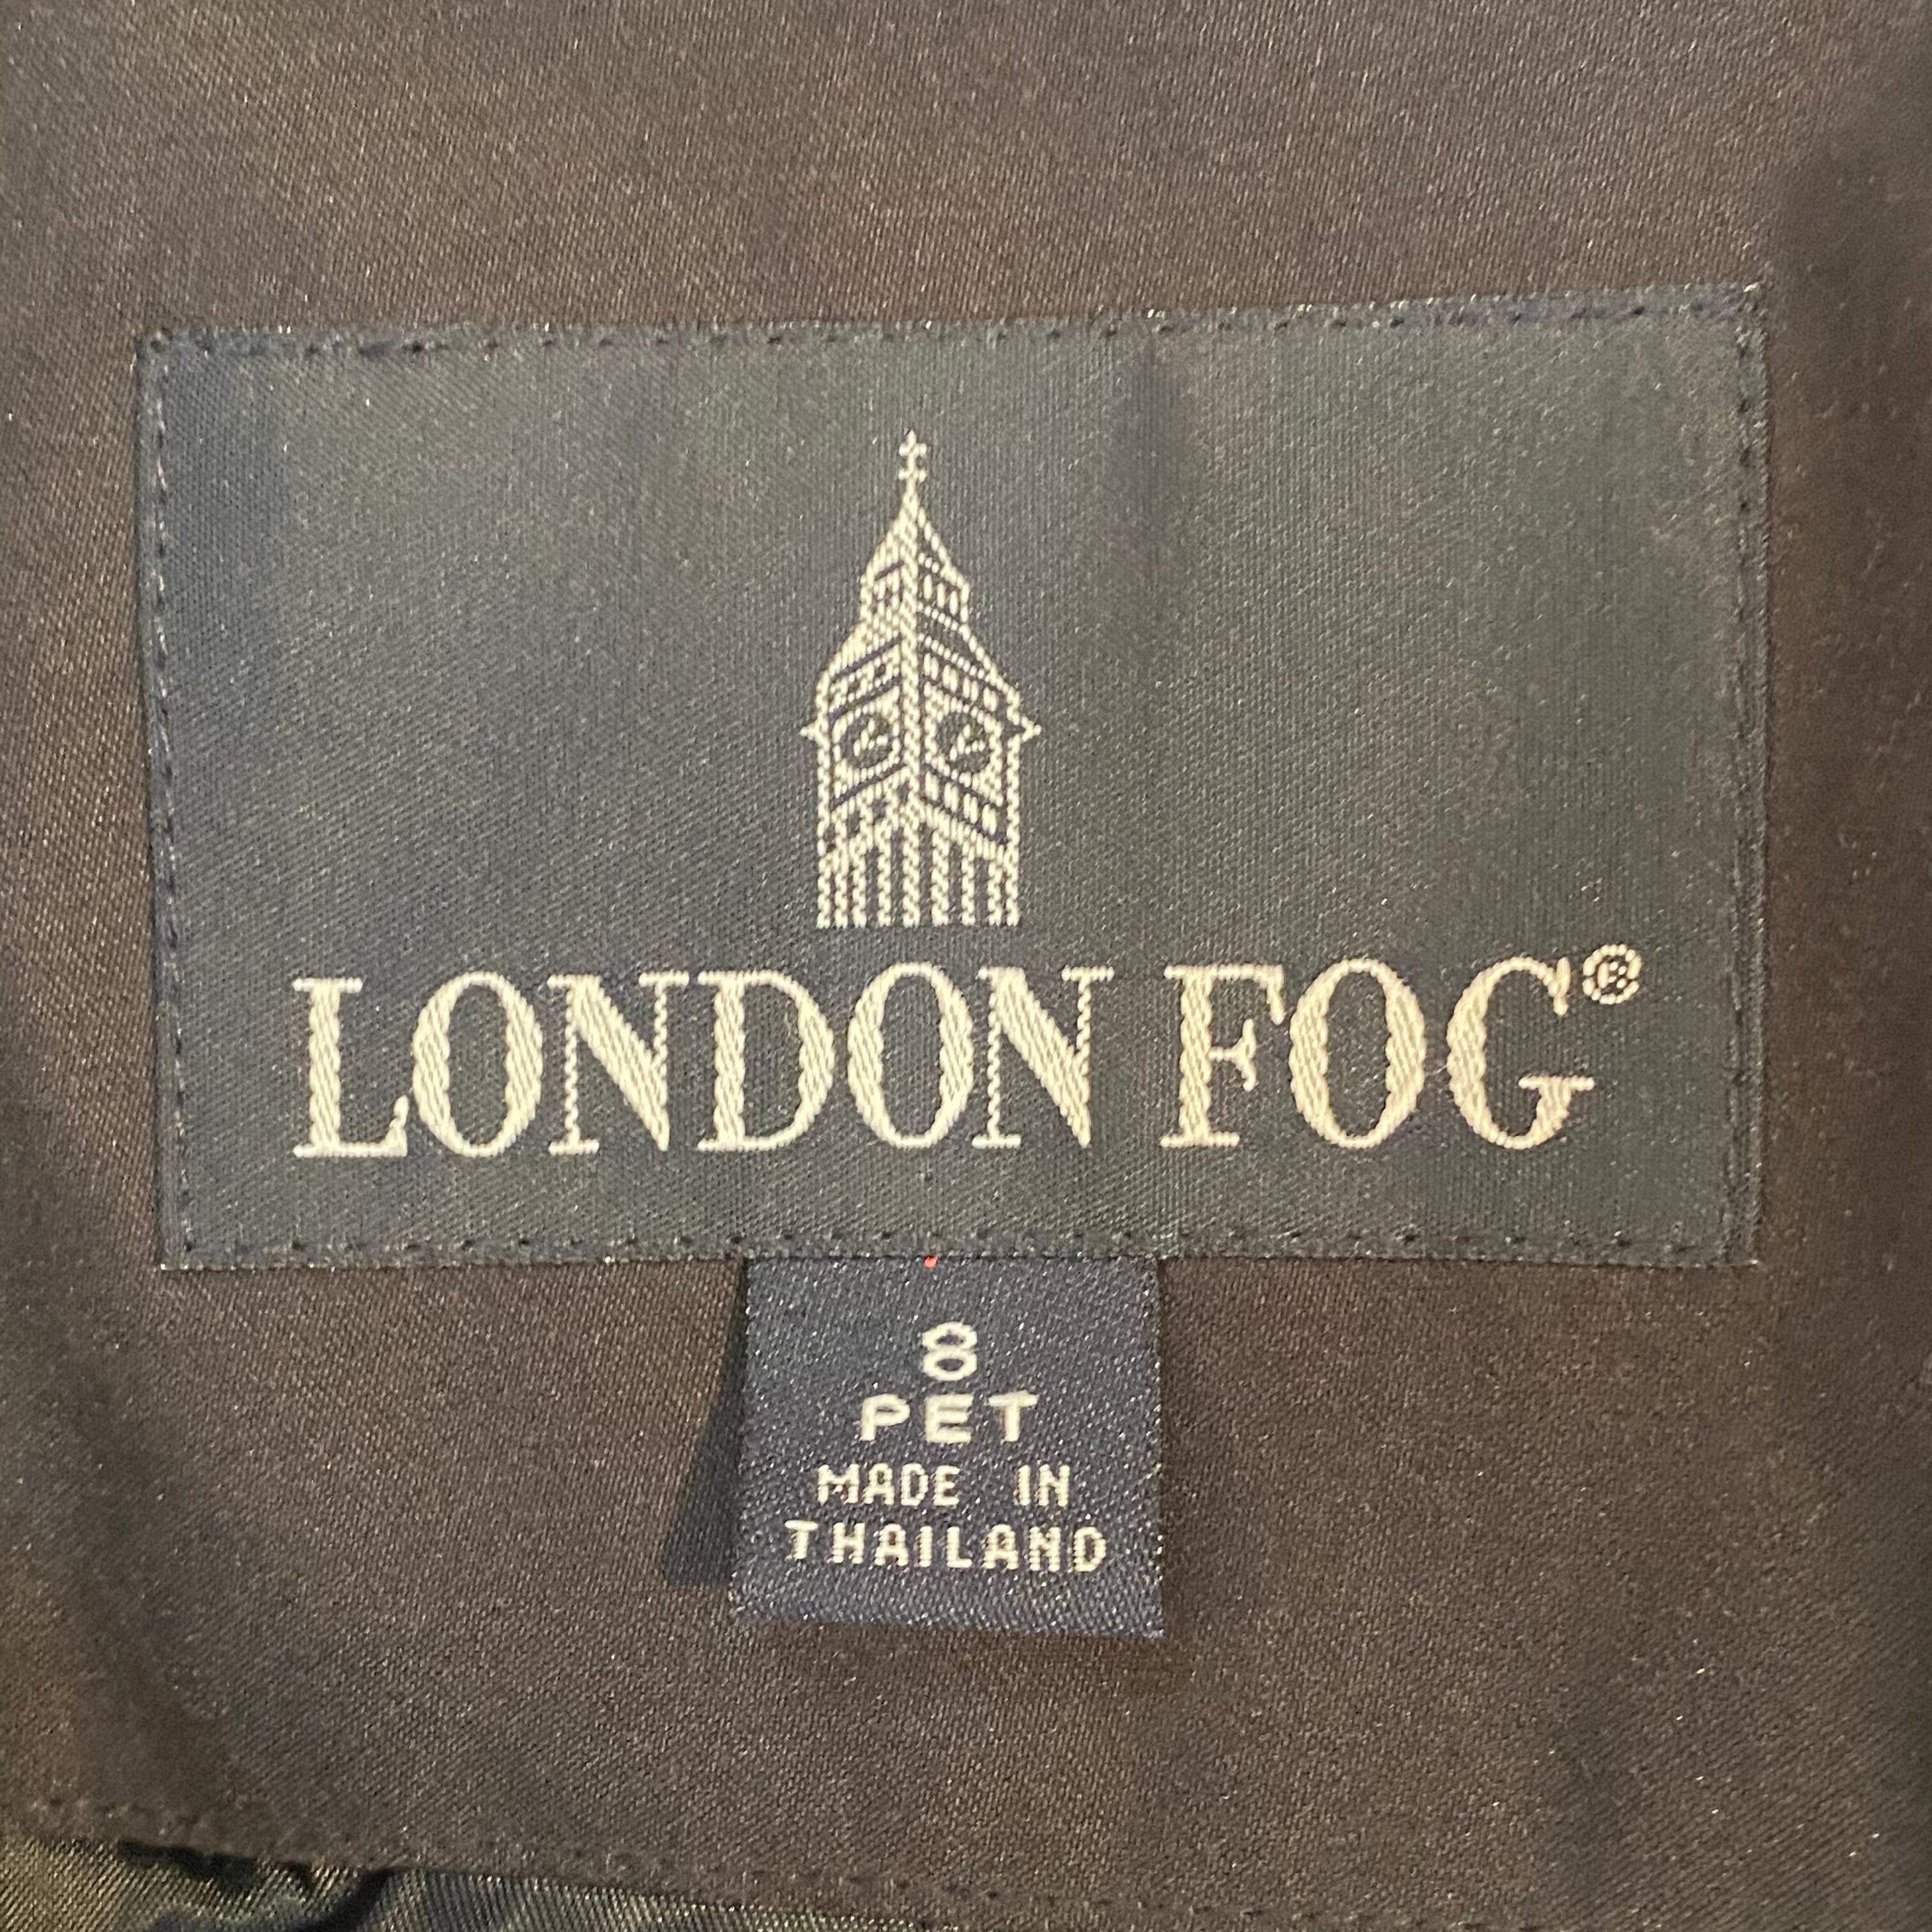 LONDON FOG®
8
PET
MADE IN
THAILAND